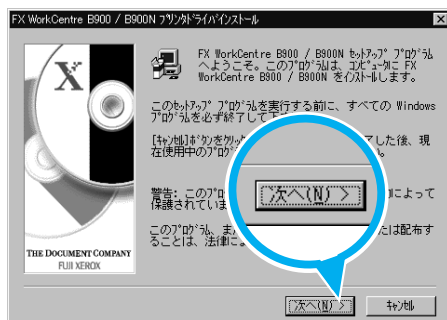 FX WorkCentre B900 / B900N ﾌﾟﾘﾝﾀﾄﾞﾗｲﾊﾞｲﾝｽﾄｰﾙ
X
FX WorkCentre B900 / B900N ｾｯﾄｱｯﾌﾟ ﾌﾟﾛｸﾞﾗﾑ
へようこそ。このﾌﾟﾛｸﾞﾗﾑは、ｺﾝﾋﾟｭｰﾀに FX
WorkCentre B900 / B900N をｲﾝｽﾄｰﾙします。
このｾｯﾄｱｯﾌﾟ ﾌﾟﾛｸﾞﾗﾑを実行する前に、すべての Windows
ﾌﾟﾛｸﾞﾗﾑを必ず終了して下
[ｷｬﾝｾﾙ]ﾎﾞﾀﾝをｸﾘｯ 了した後、現
在使用中のﾌﾟﾛｸﾞ 。
警告: このﾌﾟﾛ によって
保護されていま
このﾌﾟﾛｸﾞﾗﾑ、ま たは配布す
ることは、法律に
次へ(N) >
THE DOCUMENT COMPANY
FUJI XEROX
次へ(N) > ｷｬﾝｾﾙ